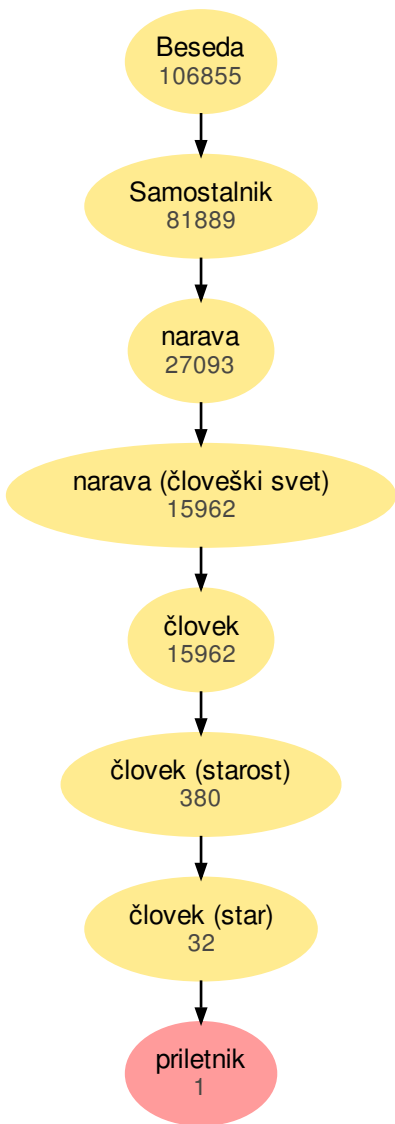 Beseda
106855
Samostalnik
81889
narava
27093
narava (človeški svet)
15962
človek
15962
človek (starost)
380
človek (star)
32
priletnik
1